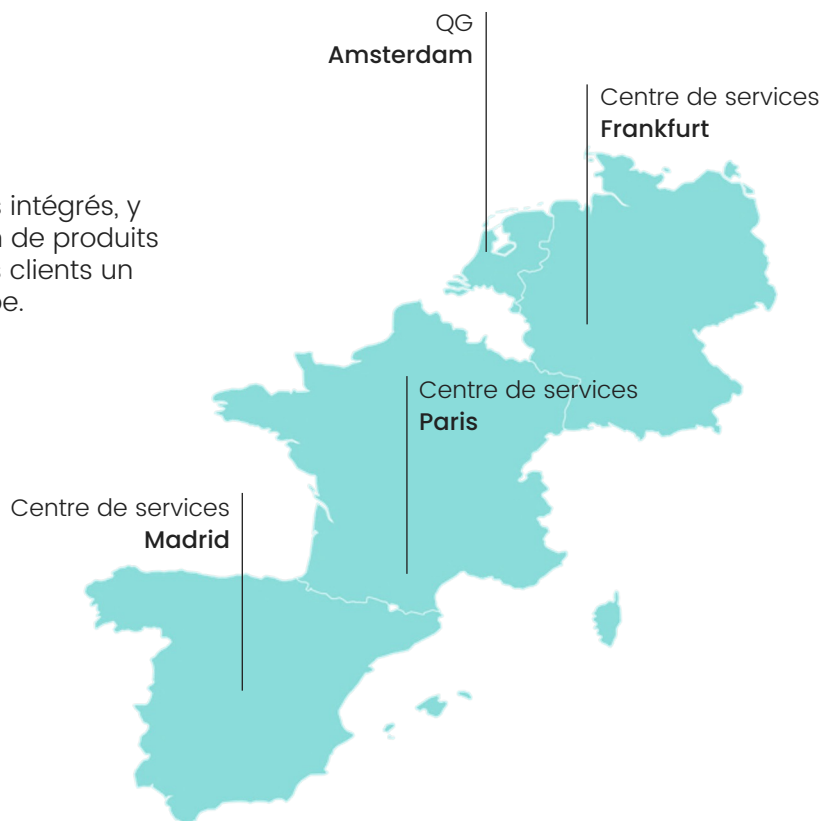 QG
Amsterdam
Centre de services
Frankfurt
intégrés, y
de produits
clients un
Centre de services
Paris
Centre de services
Madrid